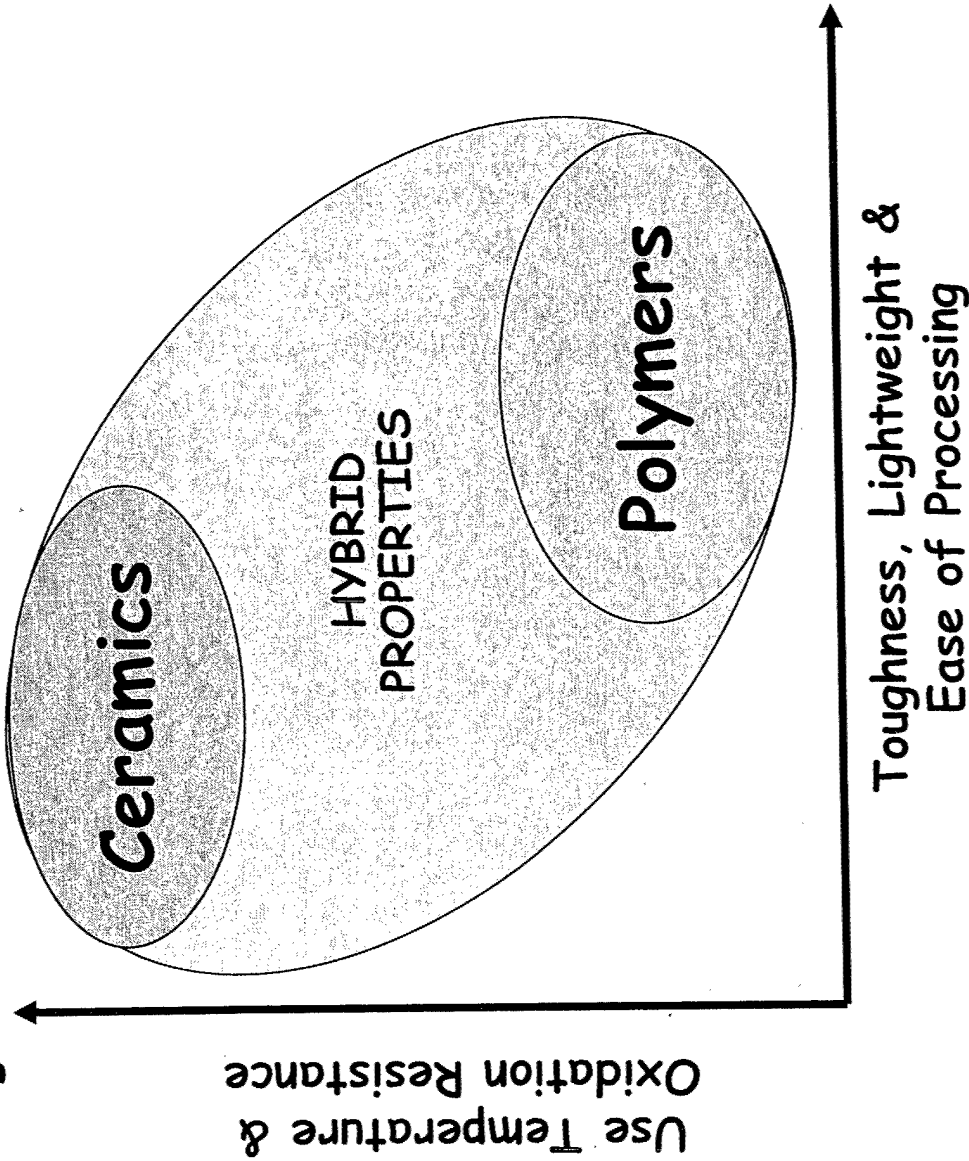 Ceramics
HYBRID
PROPERTIES
Polymers
Use Temperature &
Oxidation Resistance
Toughness, Lightweight &
Ease of Processing